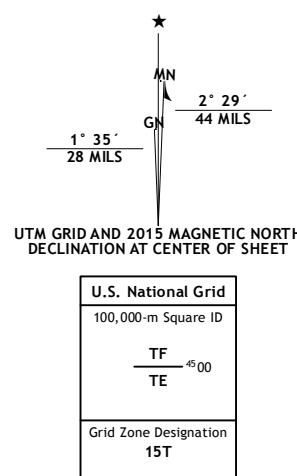 ★
MN
GN
2° 29´
44 MILS
1° 35´
28 MILS
UTM GRID AND 2015 MAGNETIC NORTH
DECLINATION AT CENTER OF SHEET
U.S. National Grid
100,000-m Square ID
TF
4500
TE
Grid Zone Designation
15T